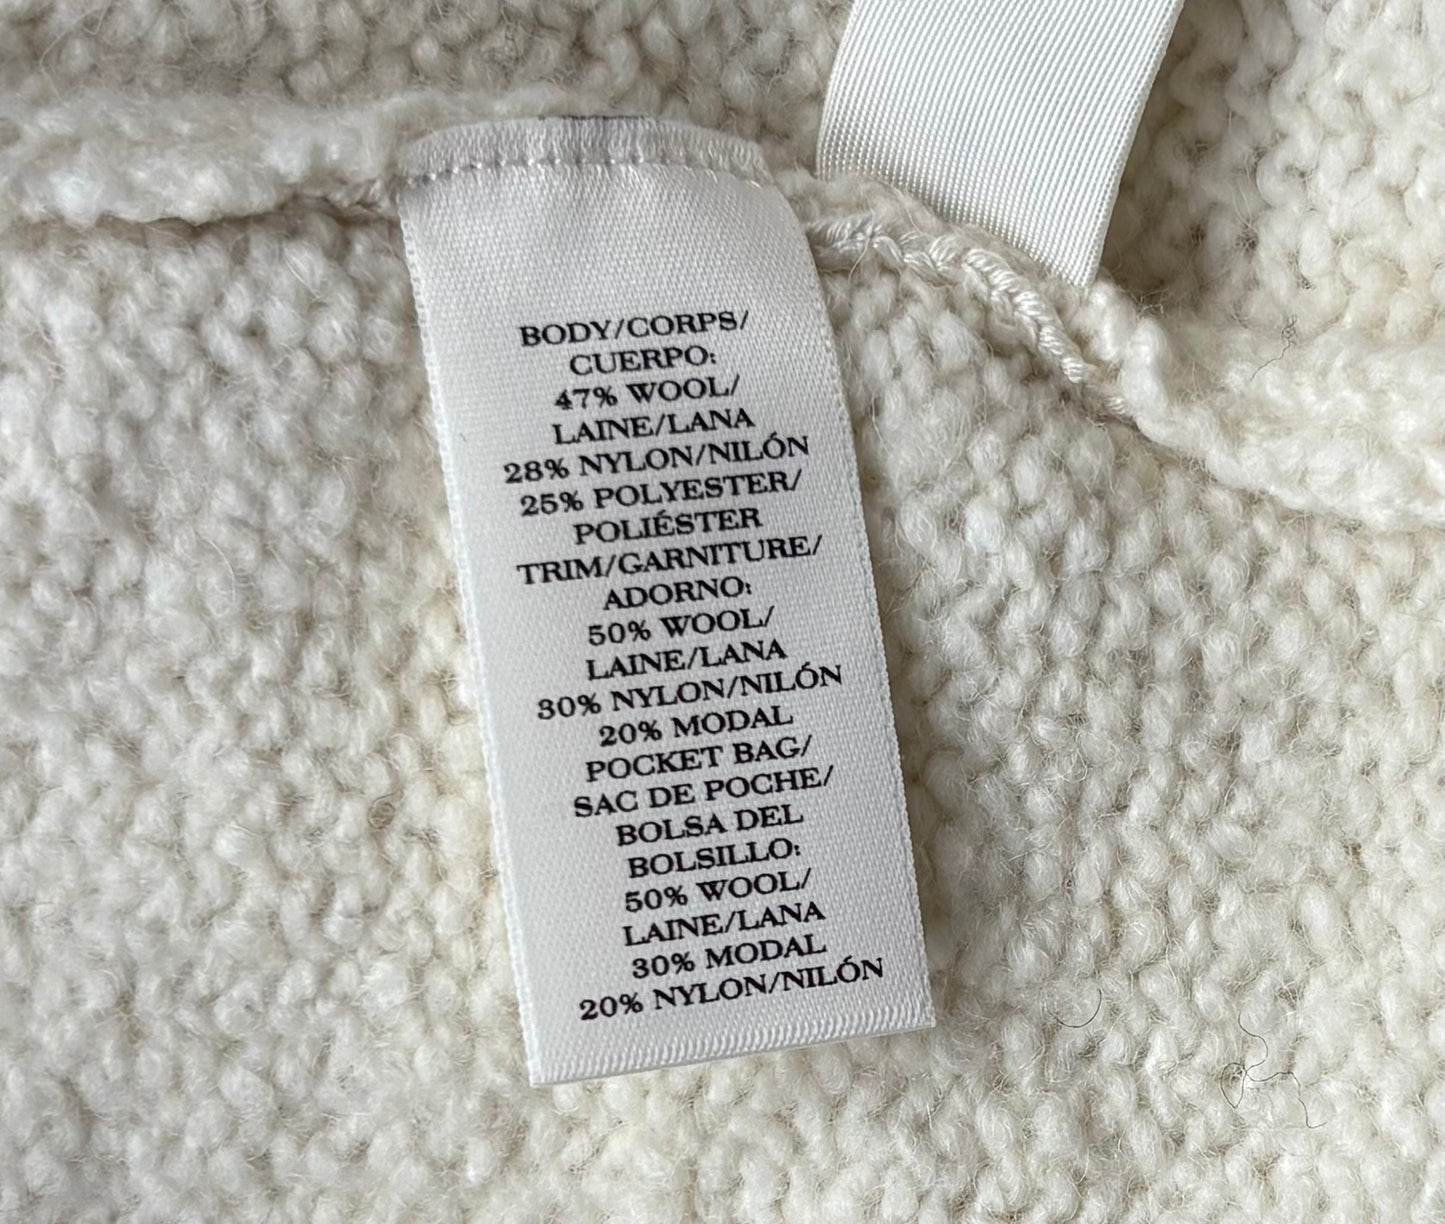 BODY/CORPS/
CUERPO:
47% WOOL/
LAINE/LANA
28% NYLON/NILÓN
25% POLYESTER/
POLIÉSTER
TRIM/GARNITURE/
ADORNO:
50% WOOL/
LAINE/LANA
30% NYLON/NILÓN
20% MODAL
POCKET BAG/
SAC DE POCHE/
BOLSA DEL
BOLSILLO:
50% WOOL/
LAINE/LANA
30% MODAL
20% NYLON/NILÓN